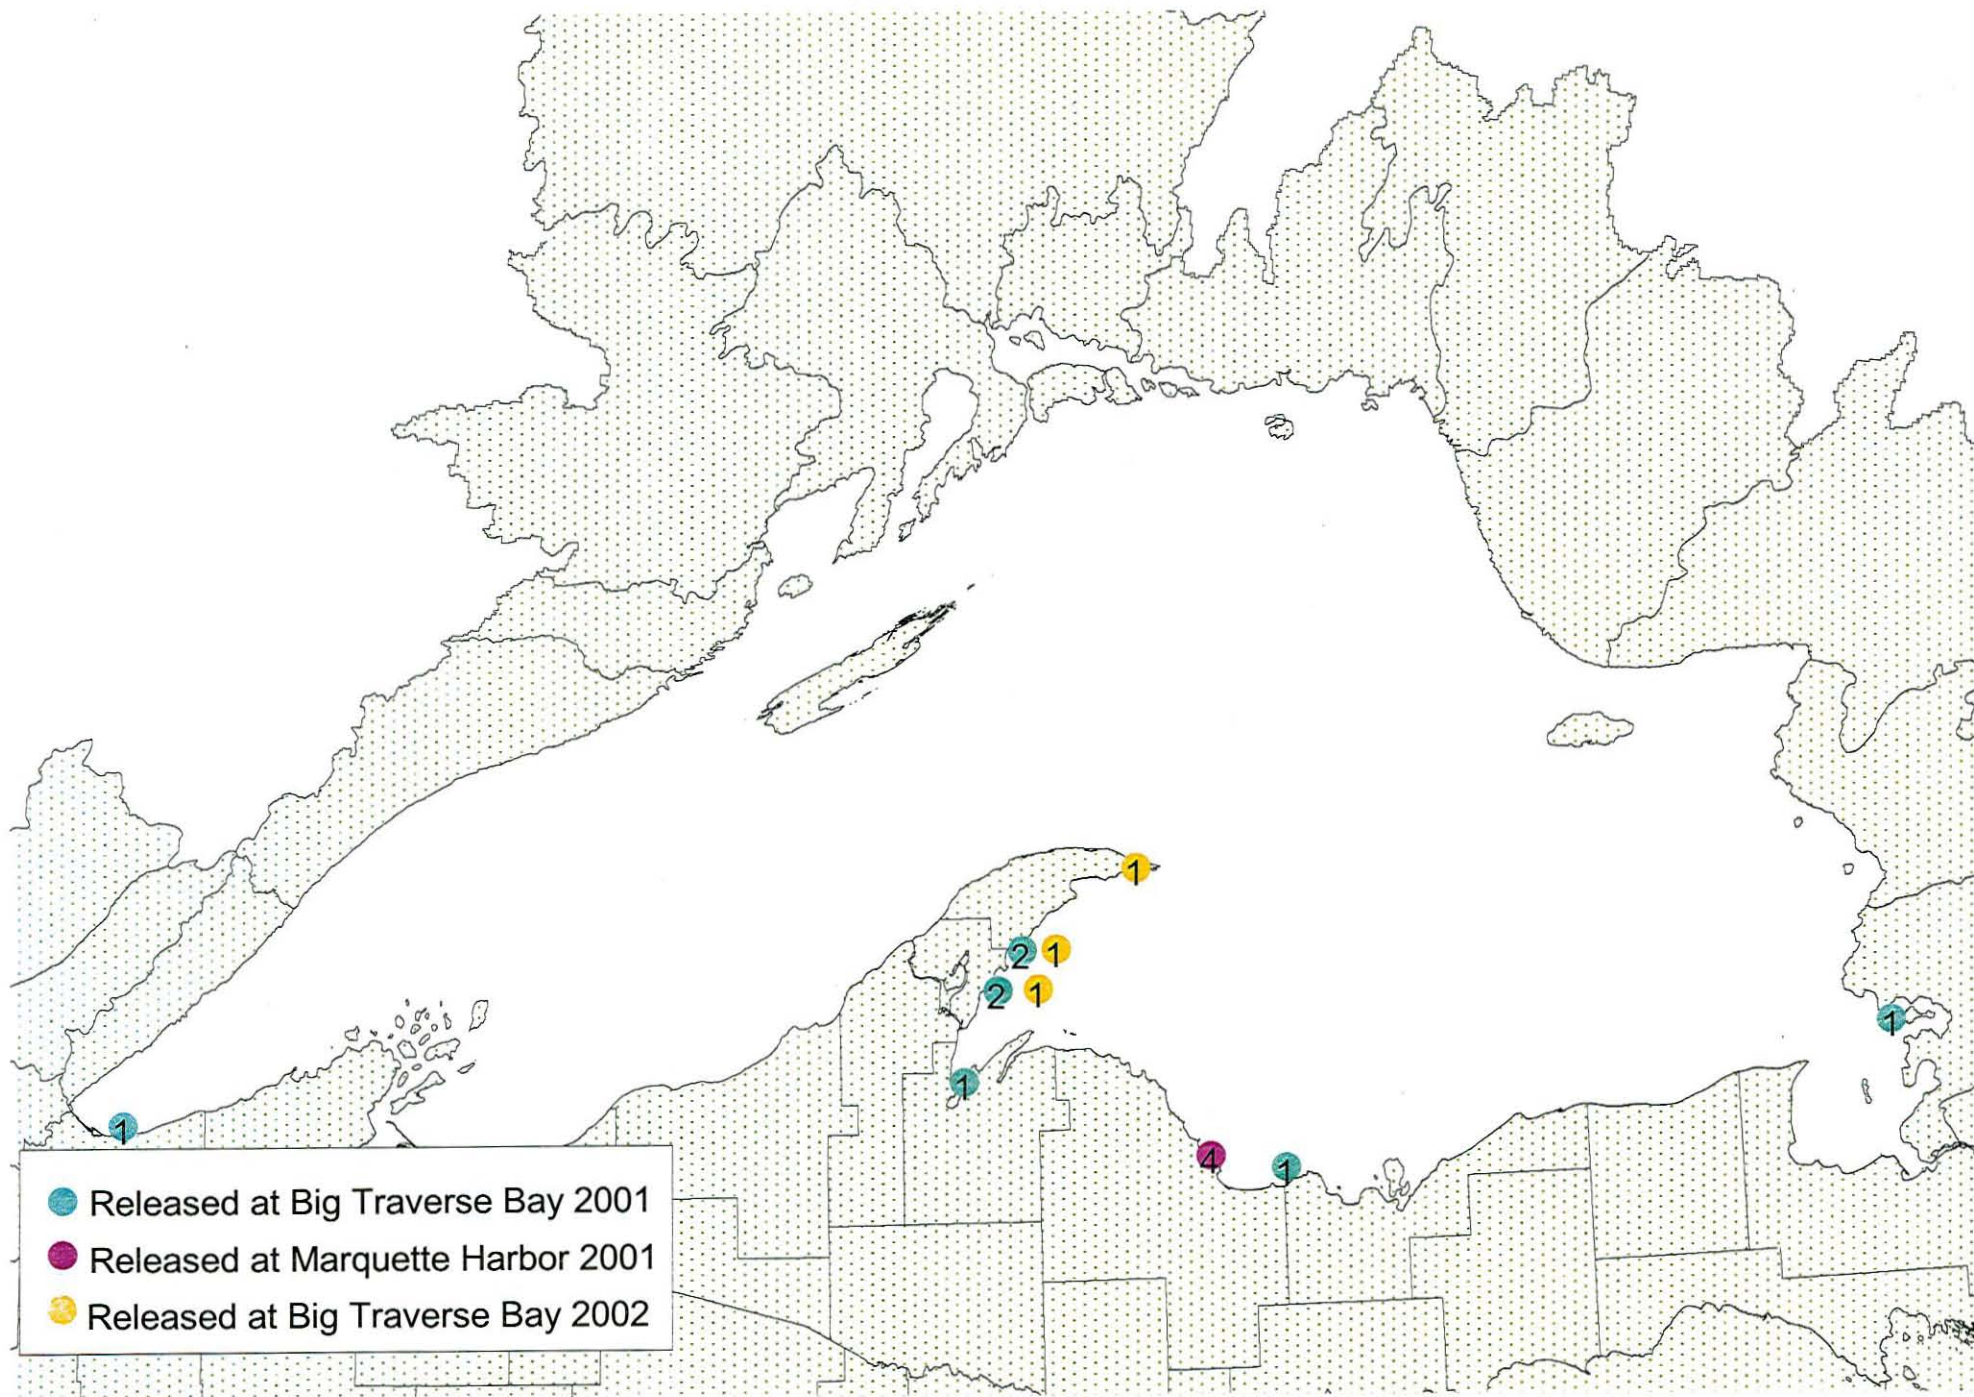 1
2 1
2 1
1
1
1
4 1
Released at Big Traverse Bay 2001
Released at Marquette Harbor 2001
Released at Big Traverse Bay 2002